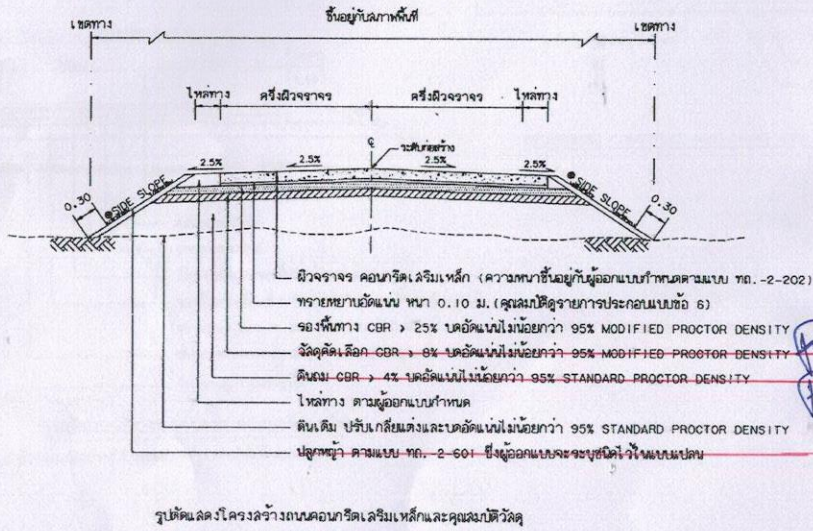 ขึ้นอยู่กับสภาพพื้นที่
เขตทาง
เขตทาง
ไหล่ทาง
ครึ่งผิวจราจร
ครึ่งผิวจราจร
ไหล่ทาง
ระดับก่อสร้าง
2.5%
2.5%
2.5%
2.5%
0.30
SIDE SLOPE
SIDE SLOPE
0.30
ผิวจราจร คอนกรีตเสริมเหล็ก (ความหนาขึ้นอยู่กับผู้ออกแบบกำหนดตามแบบ ทถ.-2-202)
ทรายหยาบอัดแน่น หนา 0.10 ม. (คุณสมบัติดูรายการประกอบแบบข้อ 6)
รองพื้นทาง CBR > 25% บดอัดแน่นไม่น้อยกว่า 95% MODIFIED PROCTOR DENSITY
วัสดุคัดเลือก CBR > 8% บดอัดแน่นไม่น้อยกว่า 95% MODIFIED PROCTOR DENSITY
ดินถม CBR > 4% บดอัดแน่นไม่น้อยกว่า 95% STANDARD PROCTOR DENSITY
ไหล่ทาง ตามผู้ออกแบบกำหนด
ดินเดิม ปรับเกลี่ยแต่งและบดอัดแน่นไม่น้อยกว่า 95% STANDARD PROCTOR DENSITY
ปลูกหญ้า ตามแบบ ทถ.-2-601 ซึ่งผู้ออกแบบจะระบุชนิดไว้ในแบบแปลน
รูปตัดแสดงโครงสร้างถนนคอนกรีตเสริมเหล็กและคุณสมบัติวัสดุ